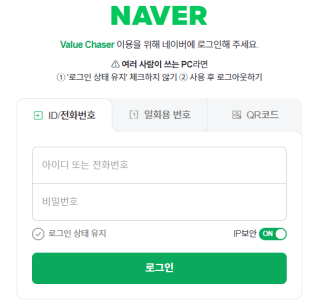 NAVER
Value Chaser 이용을 위해 네이버에 로그인해 주세요.
⚠ 여러 사람이 쓰는 PC라면
① '로그인 상태 유지' 체크하지 않기 ② 사용 후 로그아웃하기
ID/전화번호
일회용 번호
QR코드
아이디 또는 전화번호
비밀번호
로그인 상태 유지
IP보안 ON
로그인